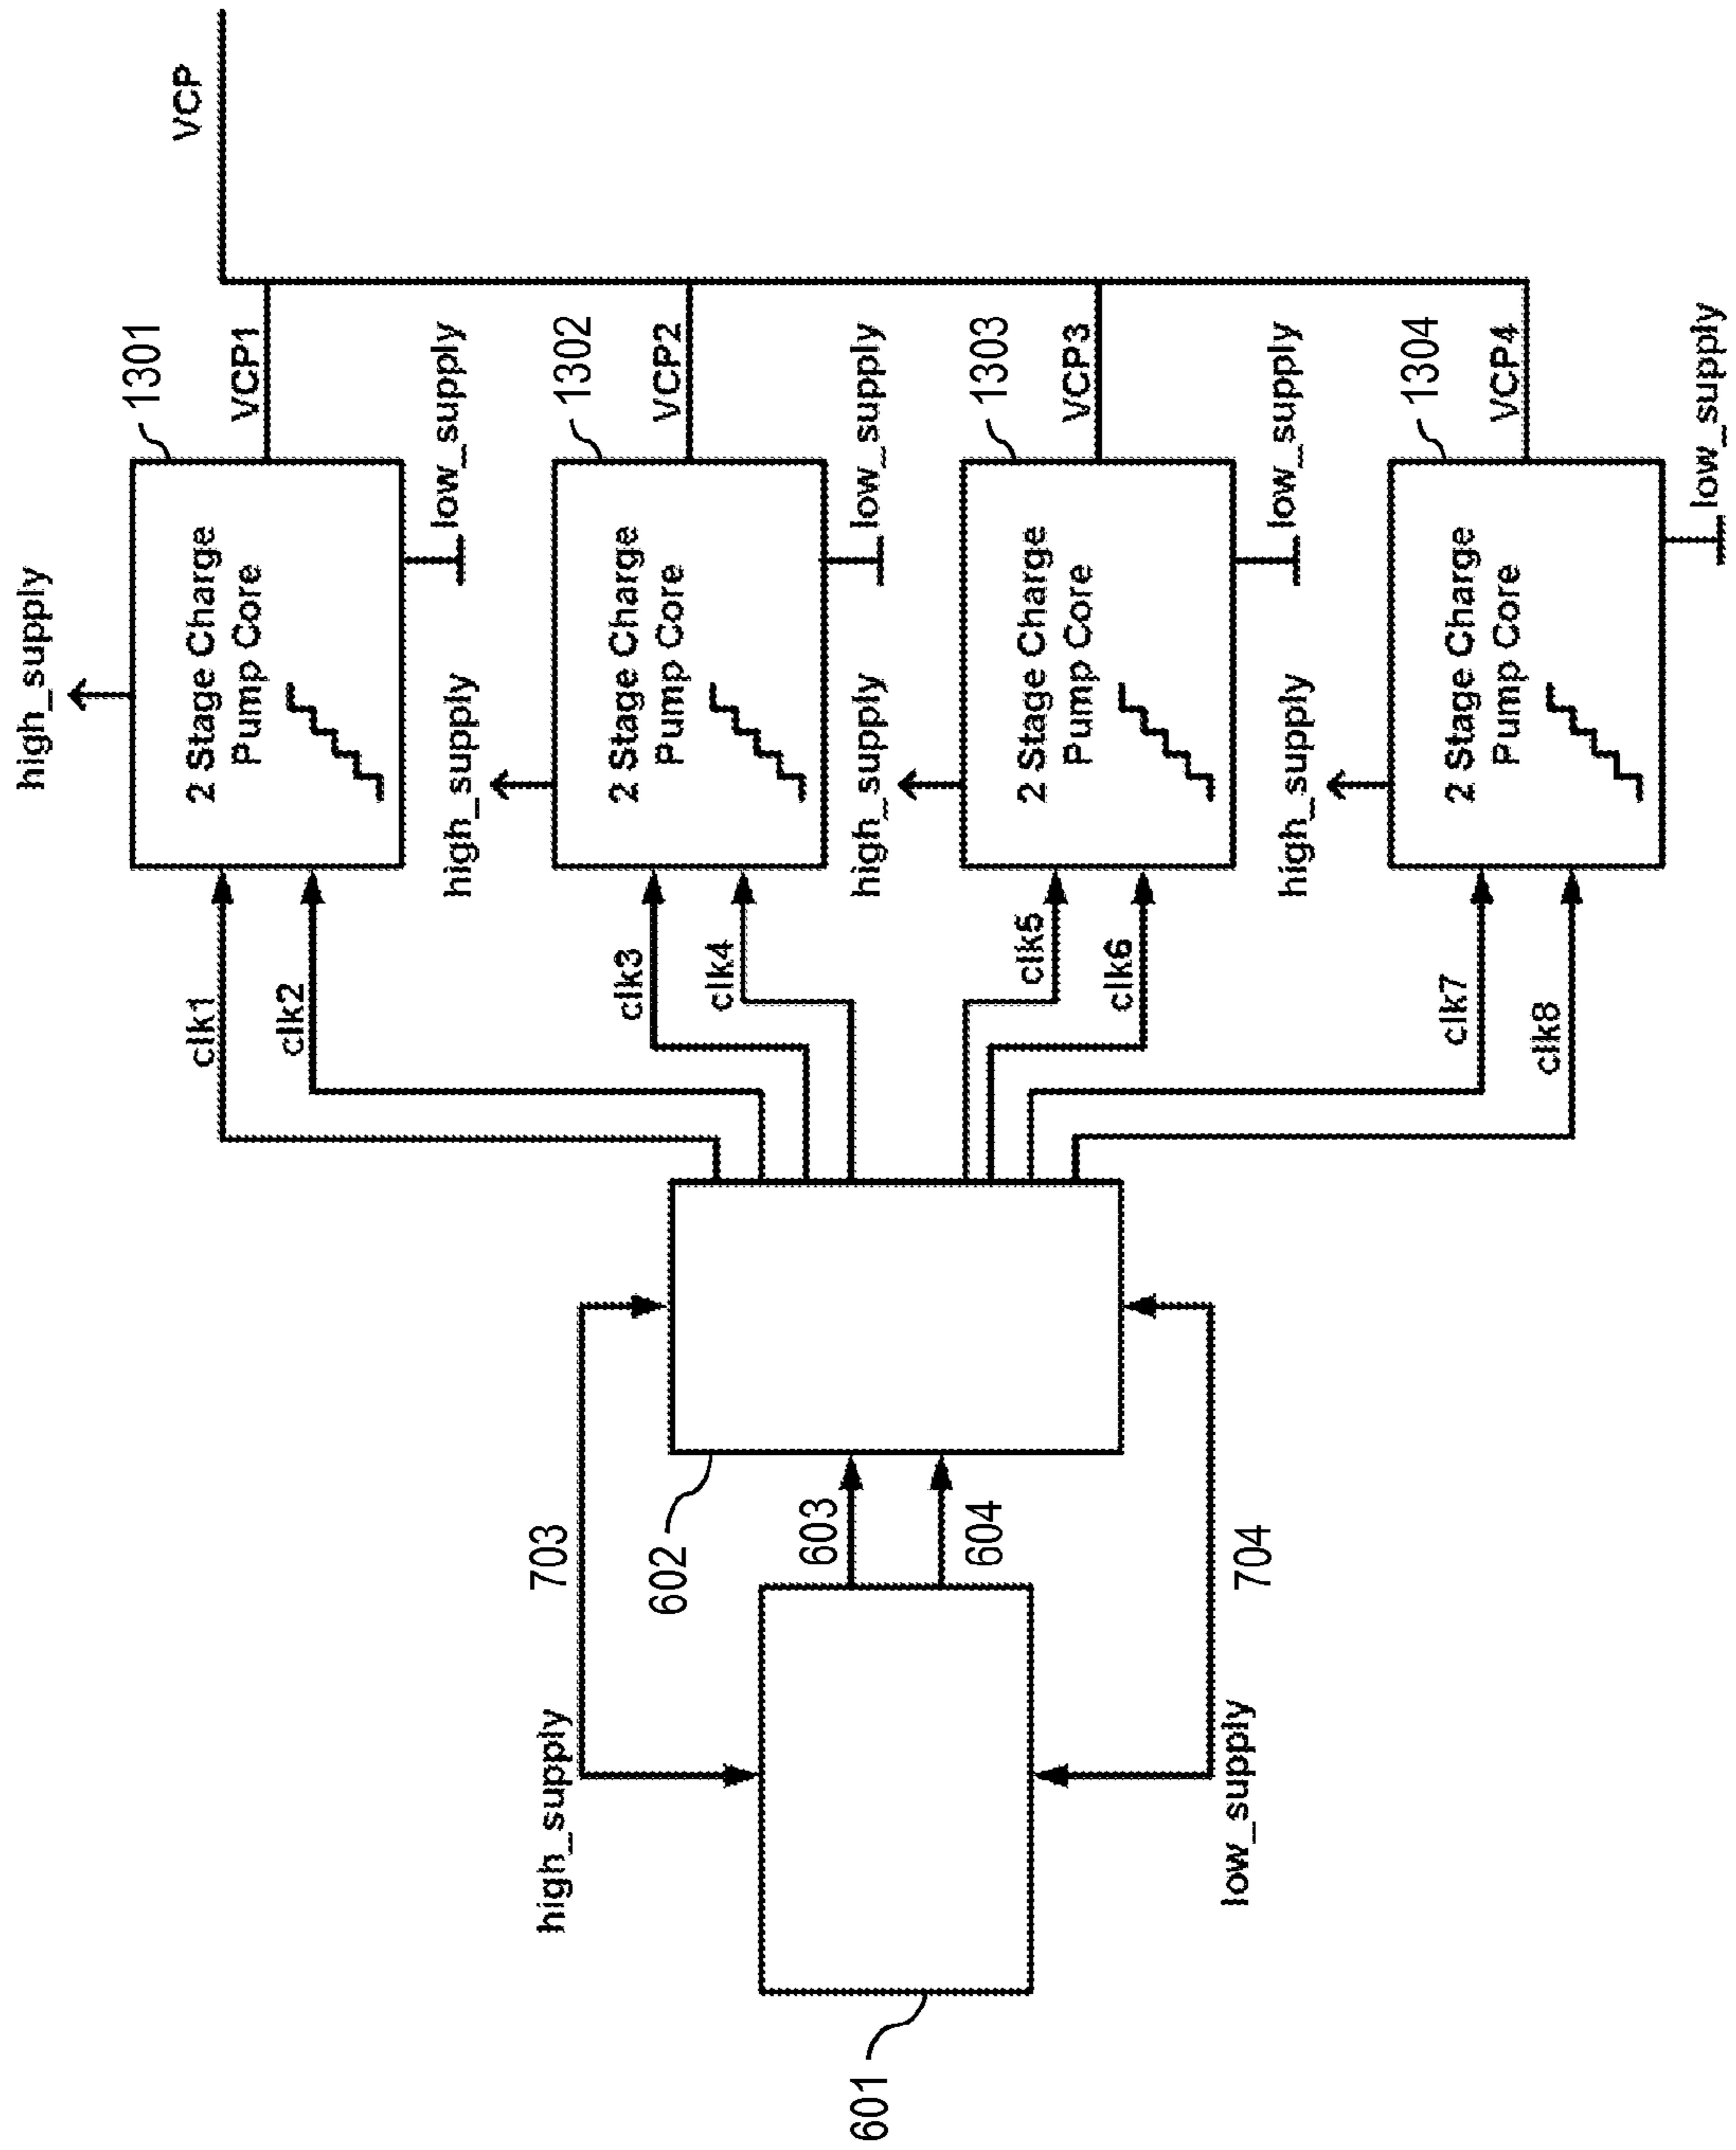 VCP
high_supply
1301
2 Stage Charge
Pump Core
VCP1
low_supply
clk1
clk2
high_supply
1302
2 Stage Charge
Pump Core
VCP2
low_supply
clk3
clk4
high_supply
1303
2 Stage Charge
Pump Core
VCP3
low_supply
clk5
clk6
high_supply
1304
2 Stage Charge
Pump Core
VCP4
low_supply
clk7
clk8
high_supply
703
602
603
604
601
low_supply
704